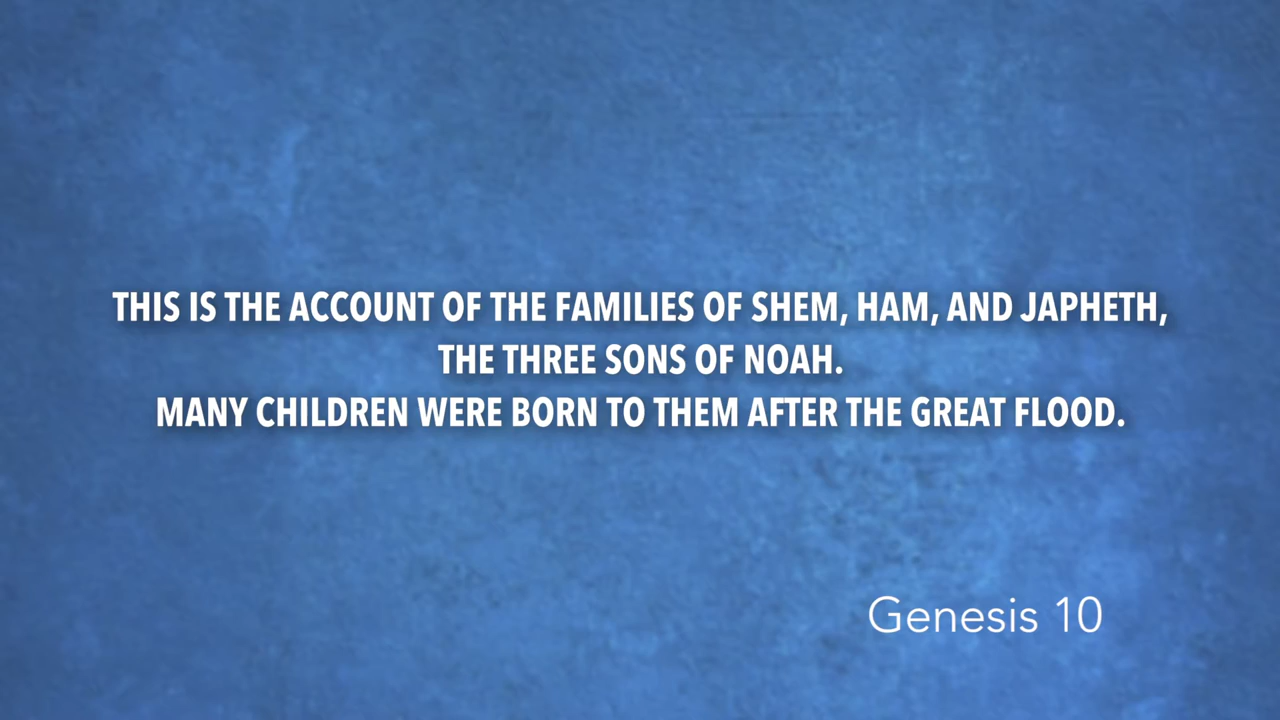 THIS IS THE ACCOUNT OF THE FAMILIES OF SHEM, HAM, AND JAPHETH,
THE THREE SONS OF NOAH.
MANY CHILDREN WERE BORN TO THEM AFTER THE GREAT FLOOD.
Genesis 10